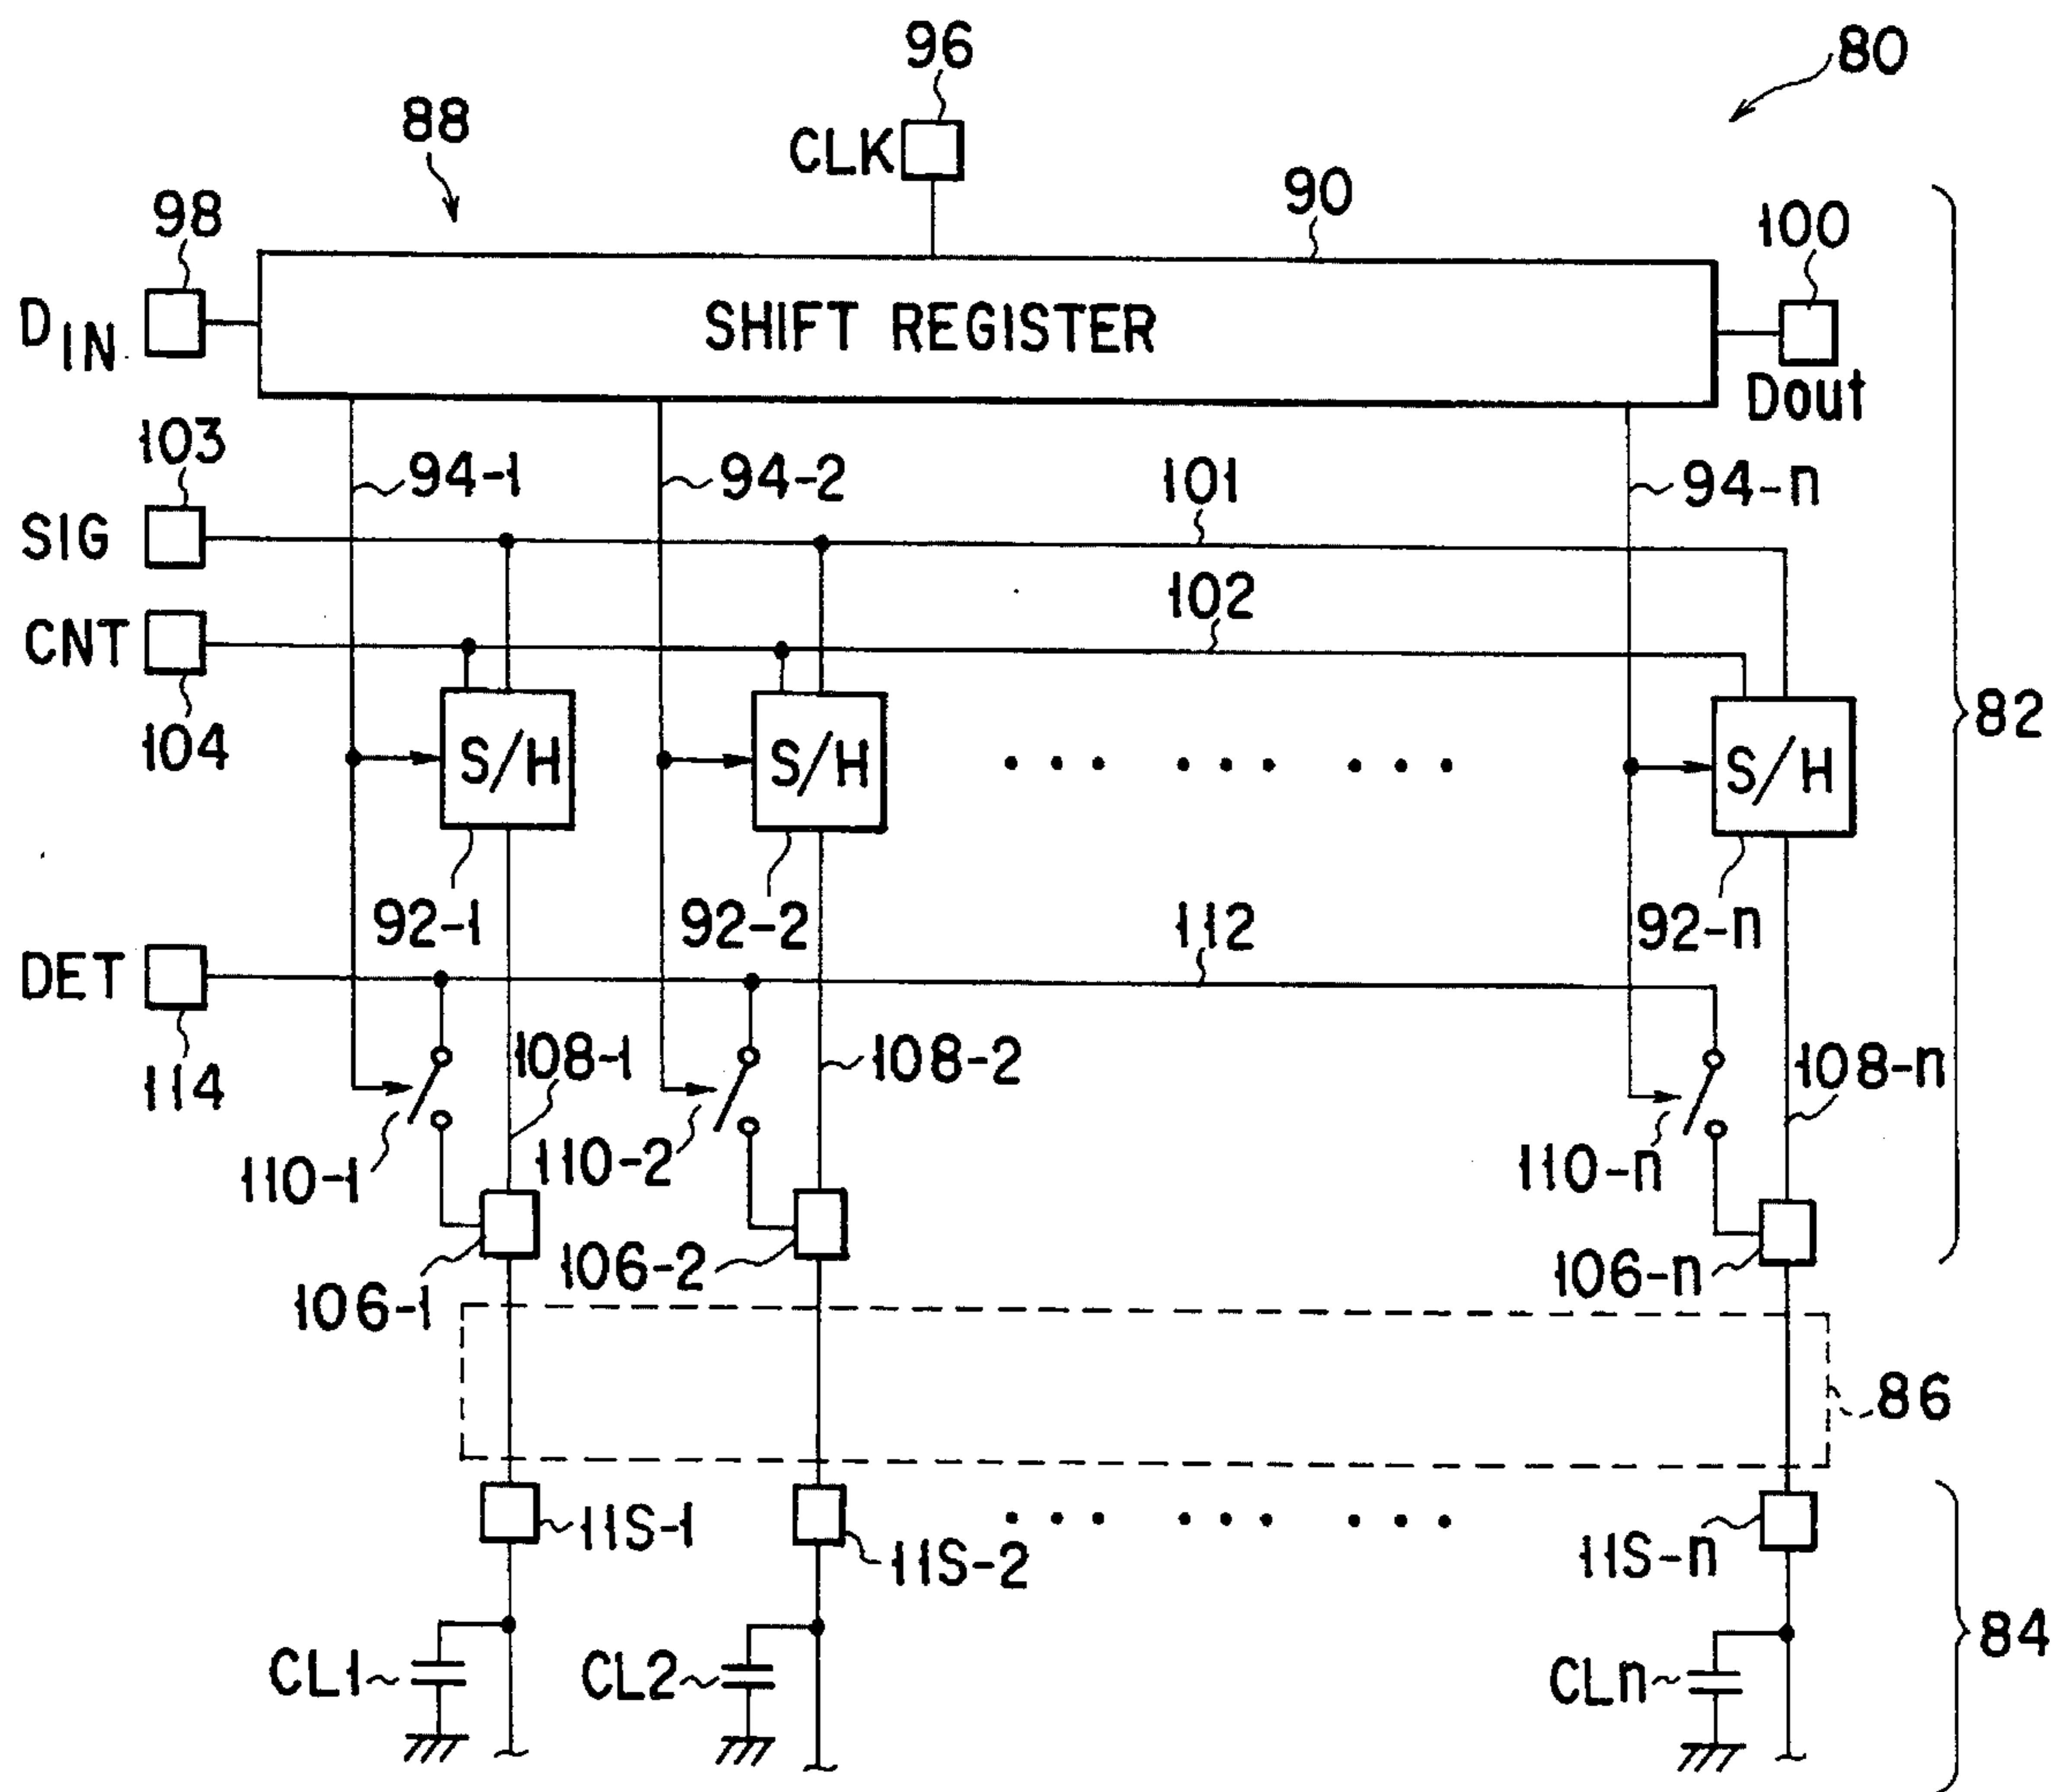 96
80
88
CLK
90
98
100
D IN
SHIFT REGISTER
Dout
103
94-1
94-2
101
94-n
SIG
102
CNT
82
104
S/H
S/H
S/H
92-1
92-2
112
92-n
DET
108-1
108-2
108-n
114
110-1
110-2
110-n
106-1
106-2
106-n
86
11S-1
11S-2
11S-n
84
CL1
CL2
CLn